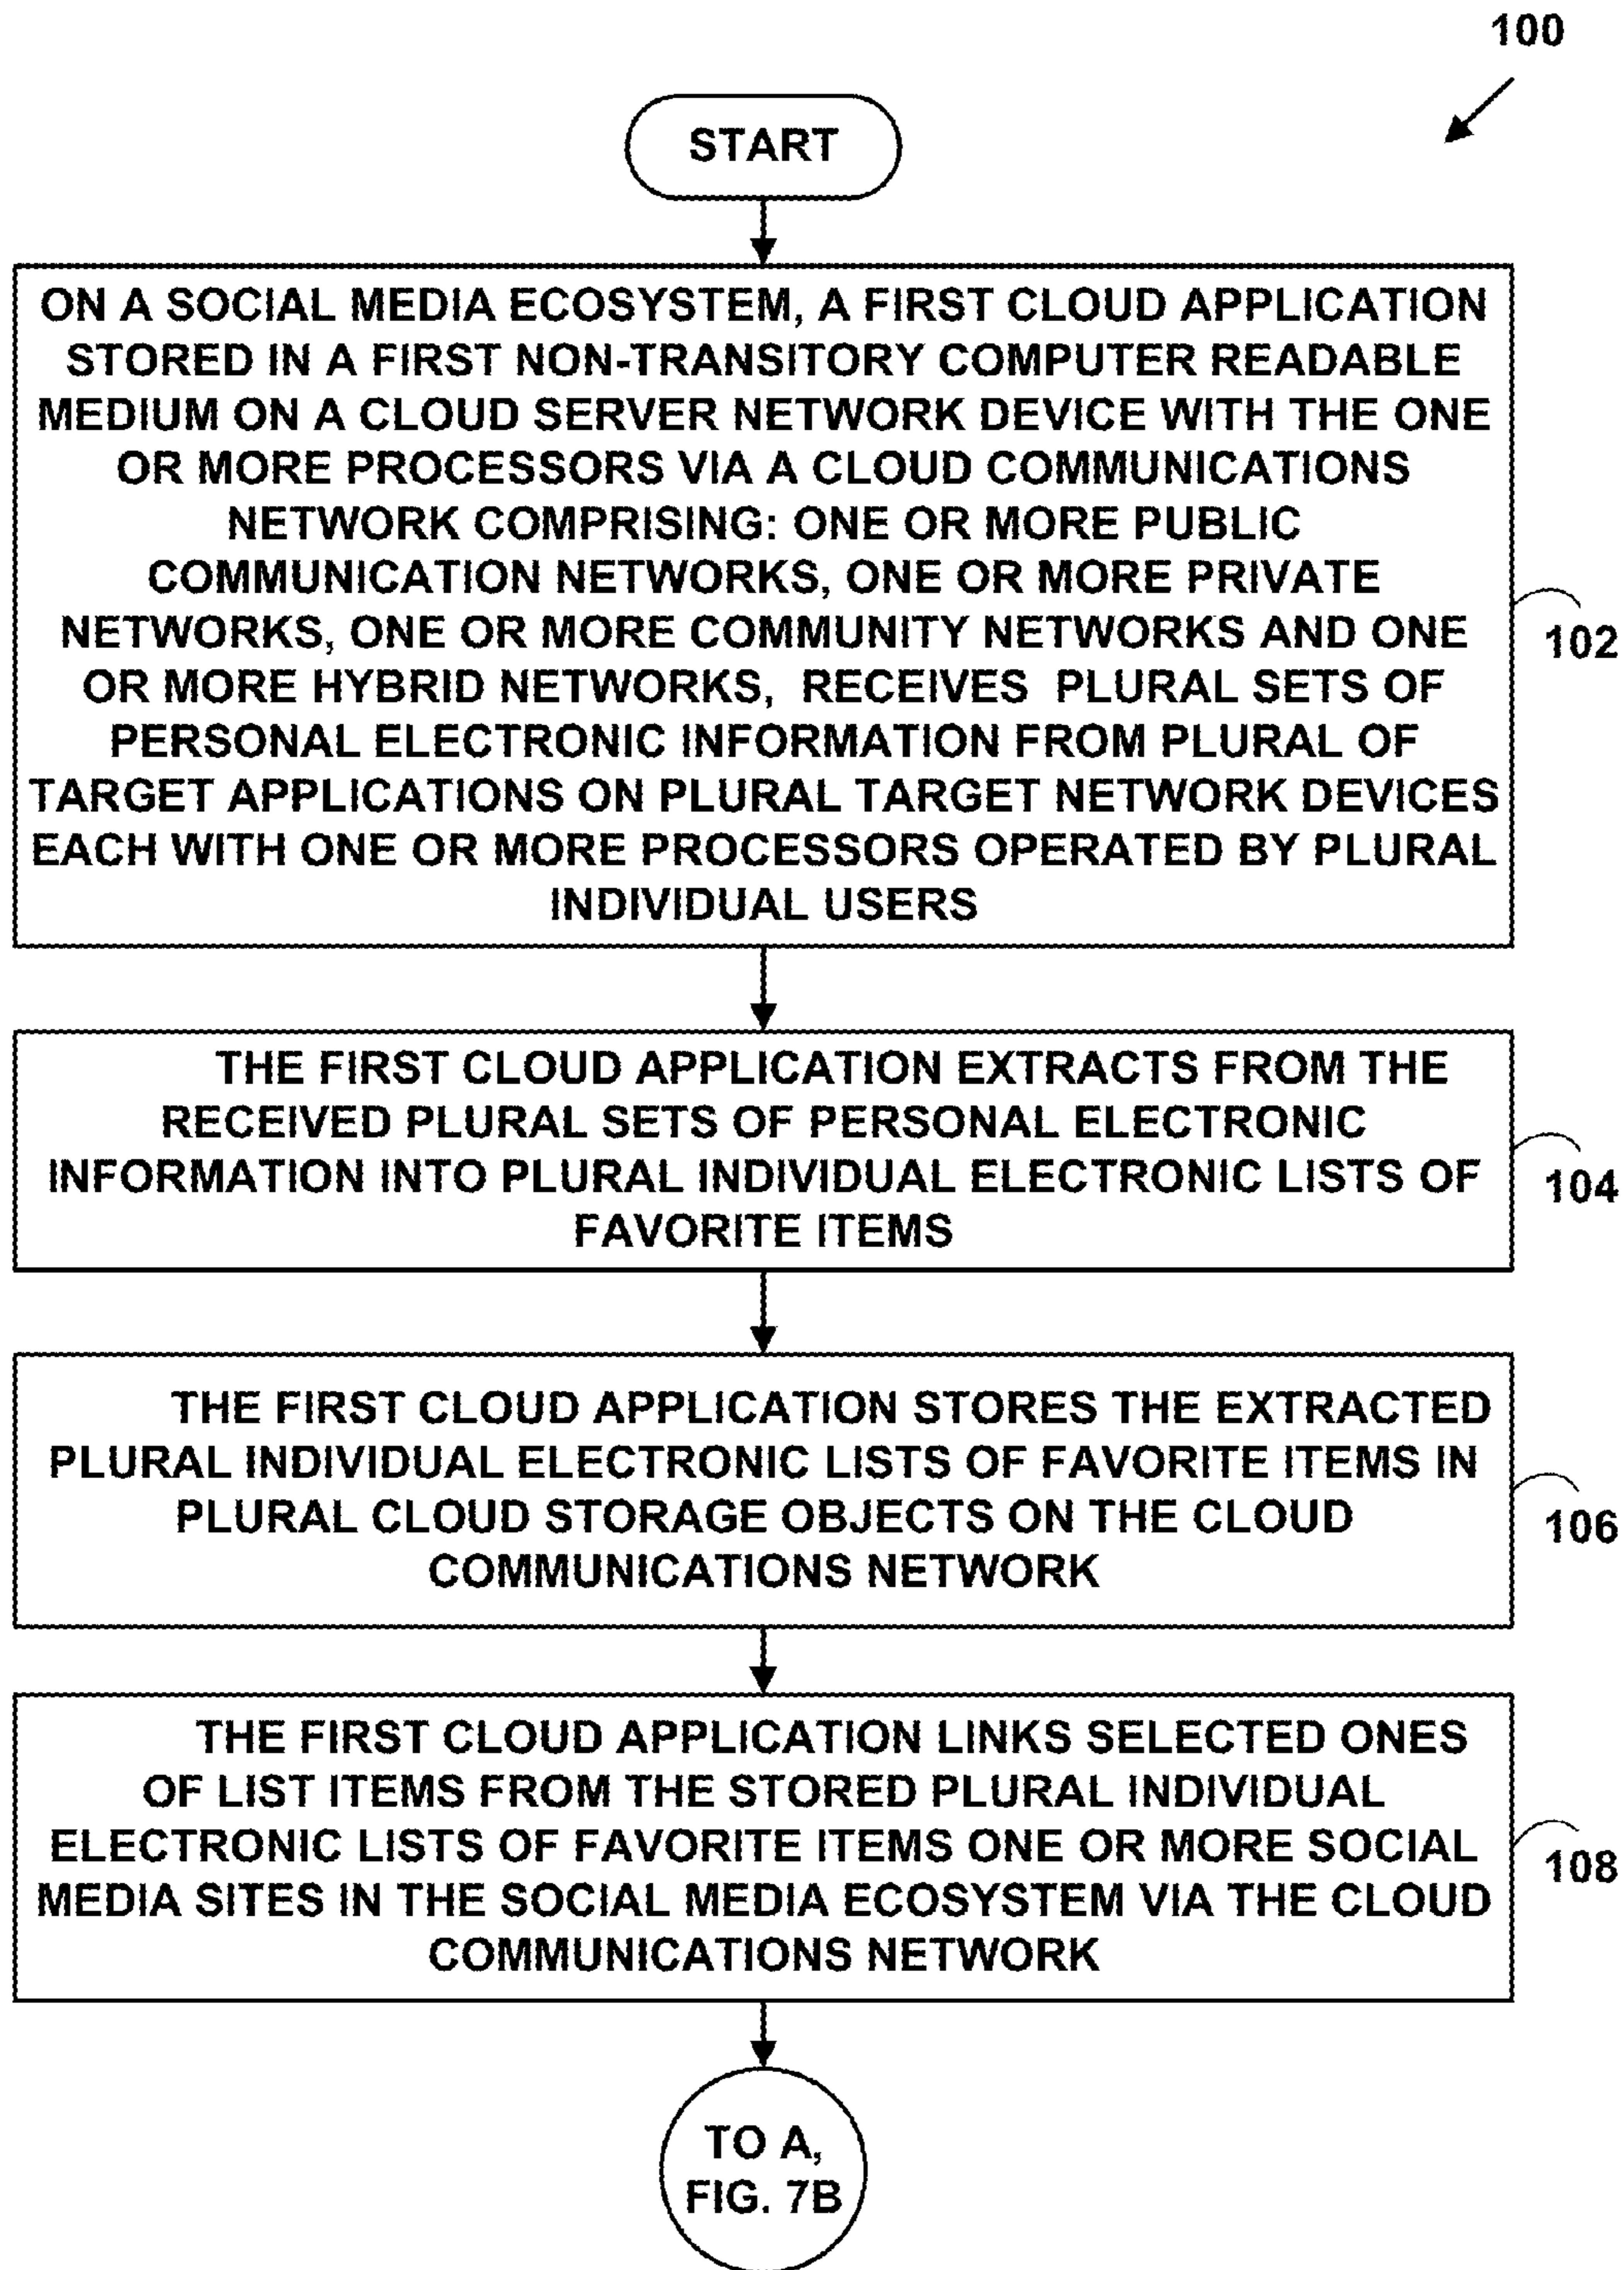 100
START
ON A SOCIAL MEDIA ECOSYSTEM, A FIRST CLOUD APPLICATION
STORED IN A FIRST NON-TRANSITORY COMPUTER READABLE
MEDIUM ON A CLOUD SERVER NETWORK DEVICE WITH THE ONE
OR MORE PROCESSORS VIA A CLOUD COMMUNICATIONS
NETWORK COMPRISING: ONE OR MORE PUBLIC
COMMUNICATION NETWORKS, ONE OR MORE PRIVATE
NETWORKS, ONE OR MORE COMMUNITY NETWORKS AND ONE
OR MORE HYBRID NETWORKS, RECEIVES PLURAL SETS OF
PERSONAL ELECTRONIC INFORMATION FROM PLURAL OF
TARGET APPLICATIONS ON PLURAL TARGET NETWORK DEVICES
EACH WITH ONE OR MORE PROCESSORS OPERATED BY PLURAL
INDIVIDUAL USERS
102
THE FIRST CLOUD APPLICATION EXTRACTS FROM THE
RECEIVED PLURAL SETS OF PERSONAL ELECTRONIC
INFORMATION INTO PLURAL INDIVIDUAL ELECTRONIC LISTS OF
FAVORITE ITEMS
104
THE FIRST CLOUD APPLICATION STORES THE EXTRACTED
PLURAL INDIVIDUAL ELECTRONIC LISTS OF FAVORITE ITEMS IN
PLURAL CLOUD STORAGE OBJECTS ON THE CLOUD
COMMUNICATIONS NETWORK
106
THE FIRST CLOUD APPLICATION LINKS SELECTED ONES
OF LIST ITEMS FROM THE STORED PLURAL INDIVIDUAL
ELECTRONIC LISTS OF FAVORITE ITEMS ONE OR MORE SOCIAL
MEDIA SITES IN THE SOCIAL MEDIA ECOSYSTEM VIA THE CLOUD
COMMUNICATIONS NETWORK
108
TO A,
FIG. 7B